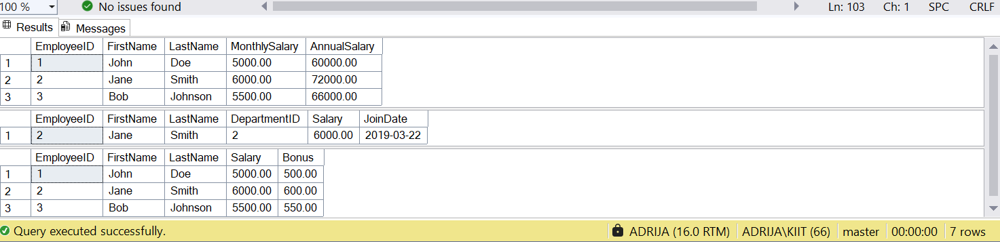 100 % No issues found Ln: 103 Ch: 1 SPC CRLF
Results Messages
EmployeeID FirstName LastName MonthlySalary AnnualSalary
1 1 John Doe 5000.00 60000.00
2 2 Jane Smith 6000.00 72000.00
3 3 Bob Johnson 5500.00 66000.00
EmployeeID FirstName LastName DepartmentID Salary JoinDate
1 2 Jane Smith 2 6000.00 2019-03-22
EmployeeID FirstName LastName Salary Bonus
1 1 John Doe 5000.00 500.00
2 2 Jane Smith 6000.00 600.00
3 3 Bob Johnson 5500.00 550.00
Query executed successfully. ADRIJA (16.0 RTM) ADRIJA\KIIT (66) master 00:00:00 7 rows